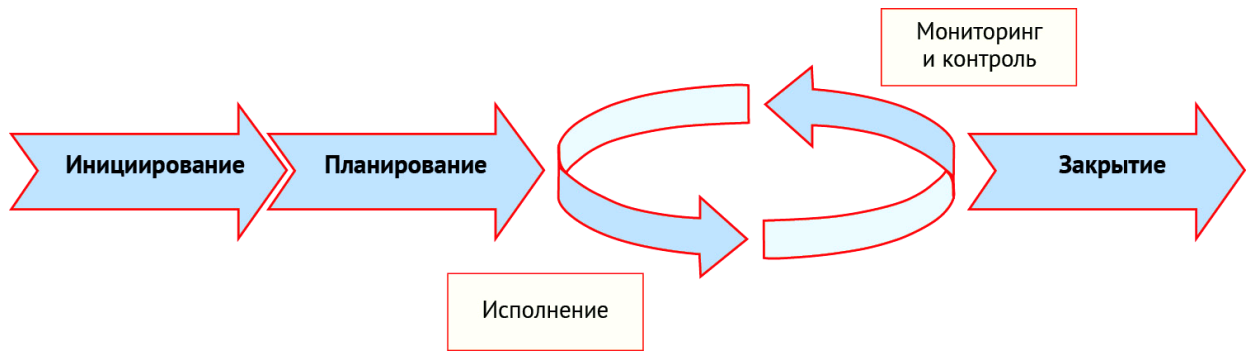 Мониторинг
и контроль
Инициирование
Планирование
Закрытие
Исполнение